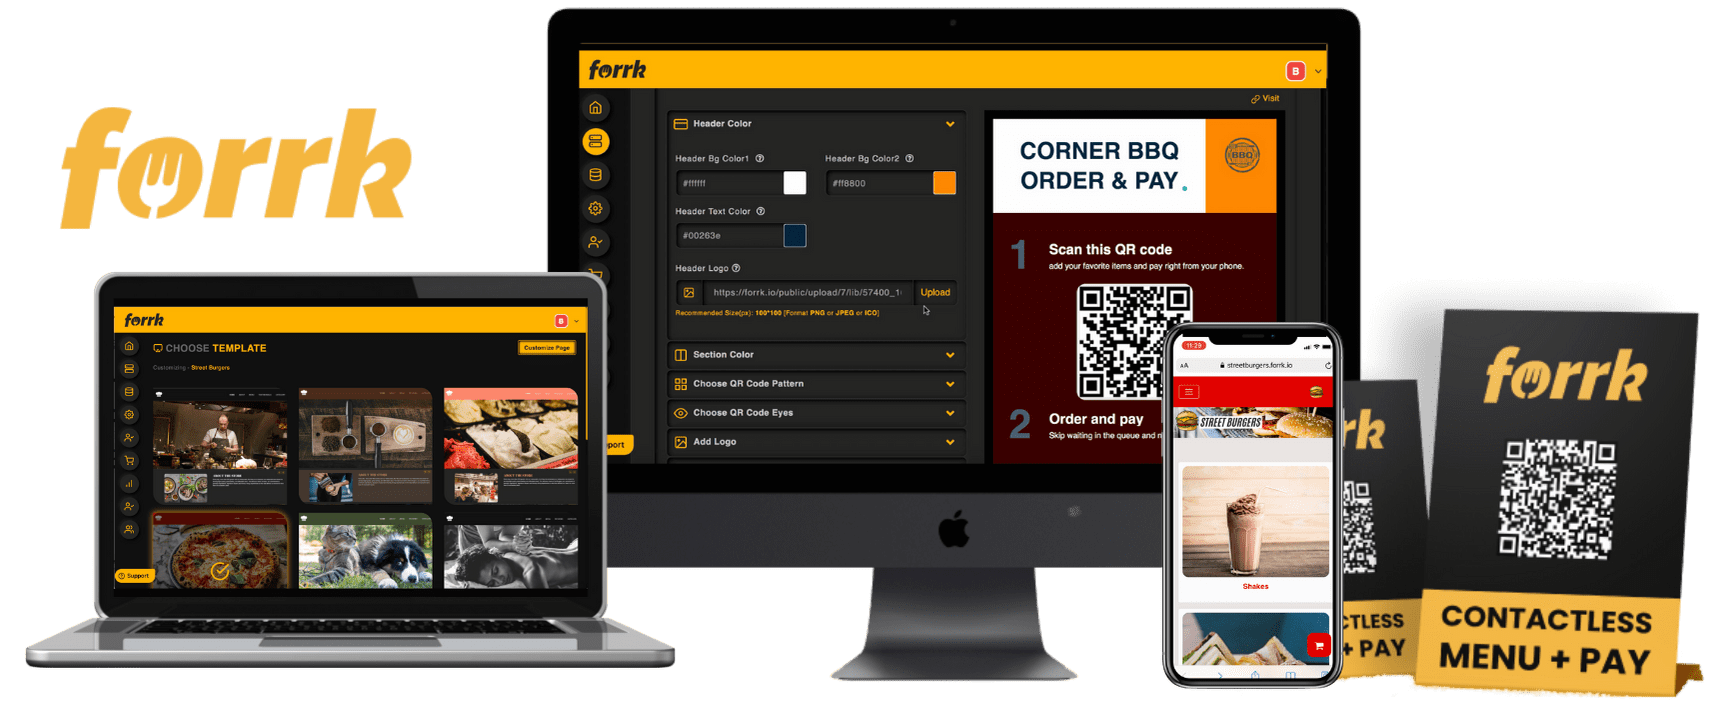 forrk
forrk
B
Visit
Header Color
Header Bg Color1
Header Bg Color2
#ffffff
#ff8800
Header Text Color
#00263e
Header Logo
https://forrk.io/public/upload/7/lib/57400_1
Upload
Recommended Size(px): 100*100 [Format PNG or JPEG or ICO]
Section Color
Choose QR Code Pattern
Choose QR Code Eyes
Add Logo
port
CORNER BBQ
ORDER & PAY.
BBQ
1
Scan this QR code
add your favorite items and pay right from your phone.
2
Order and pay
Skip waiting in the queue and
forrk
B
CHOOSE TEMPLATE
Customize Page
Customizing - Street Burgers
Support
11:29
AA
streetburgers.forrk.io
STREET BURGERS
Shakes
rk
CTLESS
+ PAY
forrk
CONTACTLESS
MENU + PAY